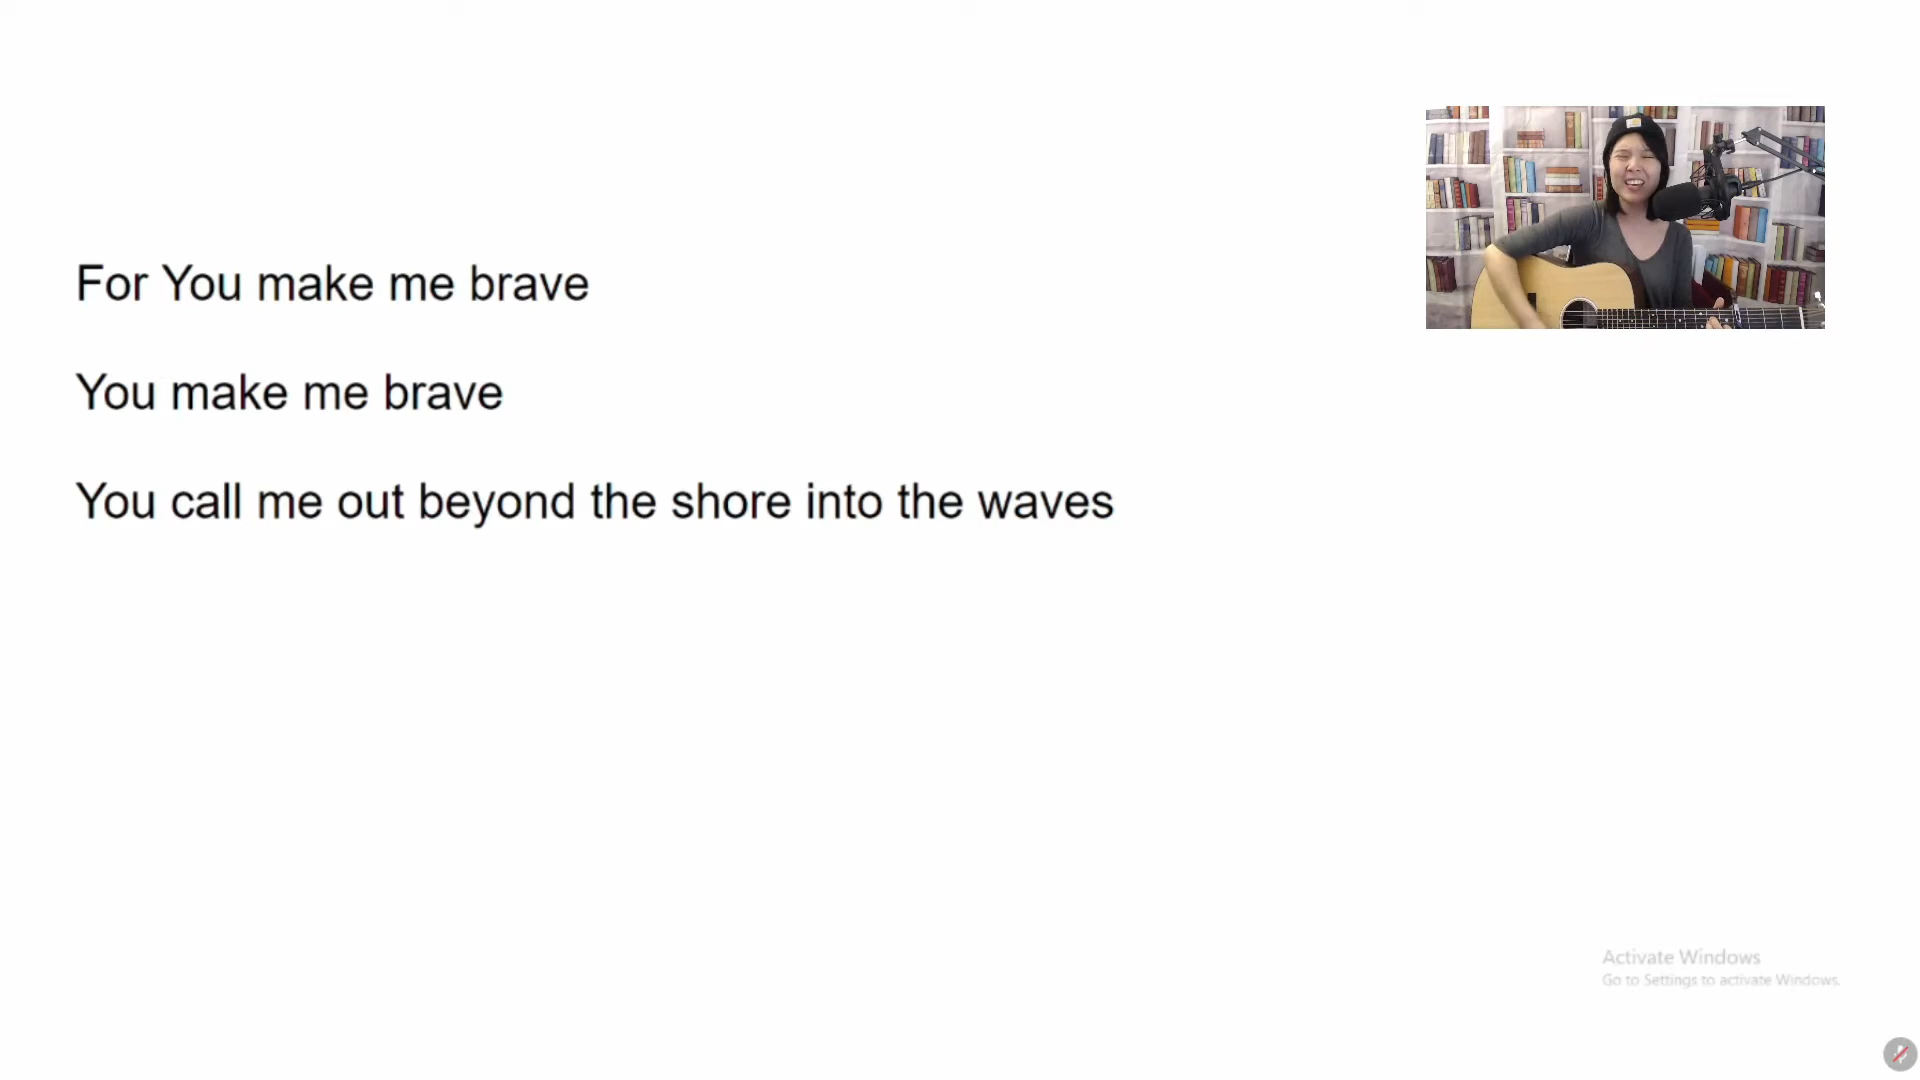 For You make me brave
You make me brave
You call me out beyond the shore into the waves
Activate Windows
Go to Settings to activate Windows.